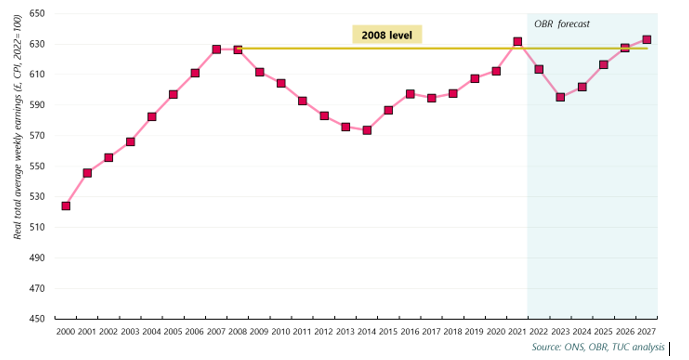 650
630
610
590
570
550
530
510
490
470
450
Real total average weekly earnings (£, CPI, 2022=100)
2008 level
OBR forecast
2000 2001 2002 2003 2004 2005 2006 2007 2008 2009 2010 2011 2012 2013 2014 2015 2016 2017 2018 2019 2020 2021 2022 2023 2024 2025 2026 2027
Source: ONS, OBR, TUC analysis